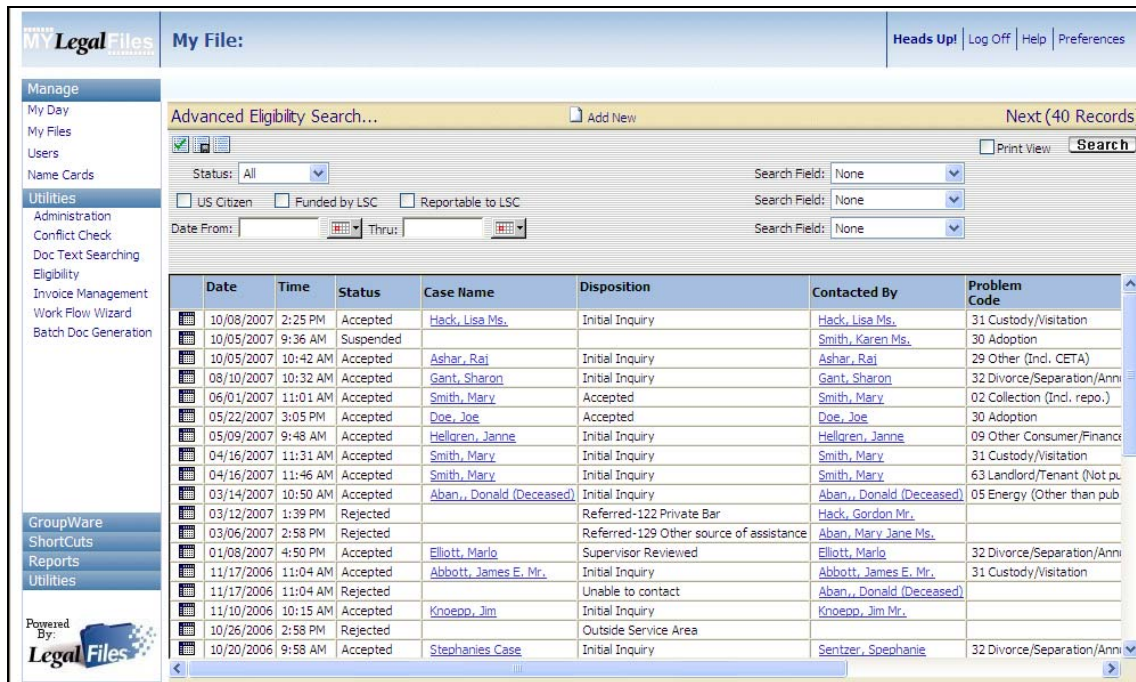 MYLegalFiles
My File:
Heads Up! Log Off Help Preferences
Manage
My Day
My Files
Users
Name Cards
Utilities
Administration
Conflict Check
Doc Text Searching
Eligibility
Invoice Management
Work Flow Wizard
Batch Doc Generation
GroupWare
ShortCuts
Reports
Utilities
Powered
By:
Legal Files
Advanced Eligibility Search... Add New Next (40 Records)
Print View Search
Status: All Search Field: None
US Citizen Funded by LSC Reportable to LSC Search Field: None
Date From: Thru: Search Field: None
Date Time Status Case Name Disposition Contacted By Problem Code
10/08/2007 2:25 PM Accepted Hack, Lisa Ms. Initial Inquiry Hack, Lisa Ms. 31 Custody/Visitation
10/05/2007 9:36 AM Suspended Smith, Karen Ms. 30 Adoption
10/05/2007 10:42 AM Accepted Ashar, Raj Initial Inquiry Ashar, Raj 29 Other (Incl. CETA)
08/10/2007 10:32 AM Accepted Gant, Sharon Initial Inquiry Gant, Sharon 32 Divorce/Separation/Annu
06/01/2007 11:01 AM Accepted Smith, Mary Accepted Smith, Mary 02 Collection (Incl. repo.)
05/22/2007 3:05 PM Accepted Doe, Joe Accepted Doe, Joe 30 Adoption
05/09/2007 9:48 AM Accepted Hellgren, Janne Initial Inquiry Hellgren, Janne 09 Other Consumer/Finance
04/16/2007 11:31 AM Accepted Smith, Mary Initial Inquiry Smith, Mary 31 Custody/Visitation
04/16/2007 11:46 AM Accepted Smith, Mary Initial Inquiry Smith, Mary 63 Landlord/Tenant (Not pu
03/14/2007 10:50 AM Accepted Aban,, Donald (Deceased) Initial Inquiry Aban,, Donald (Deceased) 05 Energy (Other than pub
03/12/2007 1:39 PM Rejected Referred-122 Private Bar Hack, Gordon Mr.
03/06/2007 2:58 PM Rejected Referred-129 Other source of assistance Aban, Mary Jane Ms.
01/08/2007 4:50 PM Accepted Elliott, Marlo Supervisor Reviewed Elliott, Marlo 32 Divorce/Separation/Annu
11/17/2006 11:04 AM Accepted Abbott, James E. Mr. Initial Inquiry Abbott, James E. Mr. 31 Custody/Visitation
11/17/2006 11:04 AM Rejected Unable to contact Aban,, Donald (Deceased)
11/10/2006 10:15 AM Accepted Knoepp, Jim Initial Inquiry Knoepp, Jim Mr.
10/26/2006 2:58 PM Rejected Outside Service Area
10/20/2006 9:58 AM Accepted Stephanies Case Initial Inquiry Sentzer, Spephanie 32 Divorce/Separation/Annu